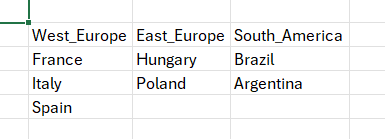 West_Europe East_Europe South_America
France Hungary Brazil
Italy Poland Argentina
Spain